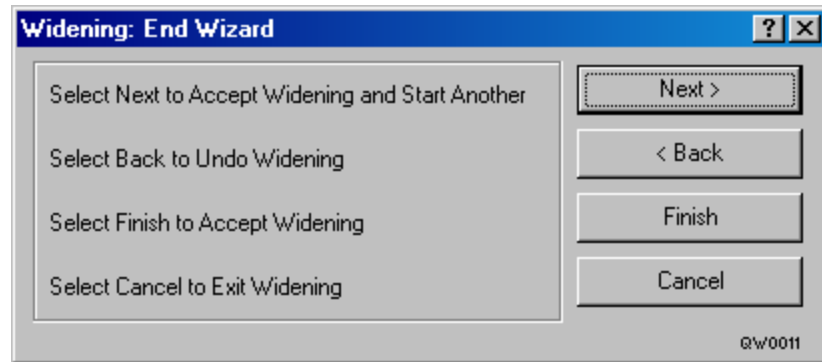 Widening: End Wizard
? ×
Select Next to Accept Widening and Start Another
Next >
Select Back to Undo Widening
< Back
Select Finish to Accept Widening
Finish
Select Cancel to Exit Widening
Cancel
QW0011